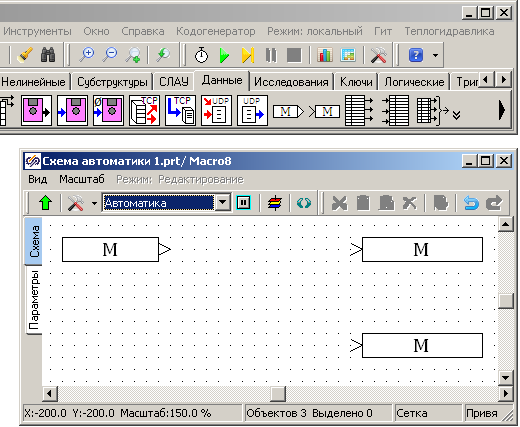 Инструменты Окно Справка Кодогенератор Режим: локальный Гит Теплогидравлика
Нелинейные Субструктуры СЛАУ Данные Исследования Ключи Логические
TCP TCP UDP UDP M M
Схема автоматики 1.prt/ Macro8
Вид Масштаб Режим: Редактирование
Автоматика
Схема
Параметры
M M
M
X:-200.0 Y:-200.0 Масштаб:150.0 % Объектов 3 Выделено 0 Сетка Привя